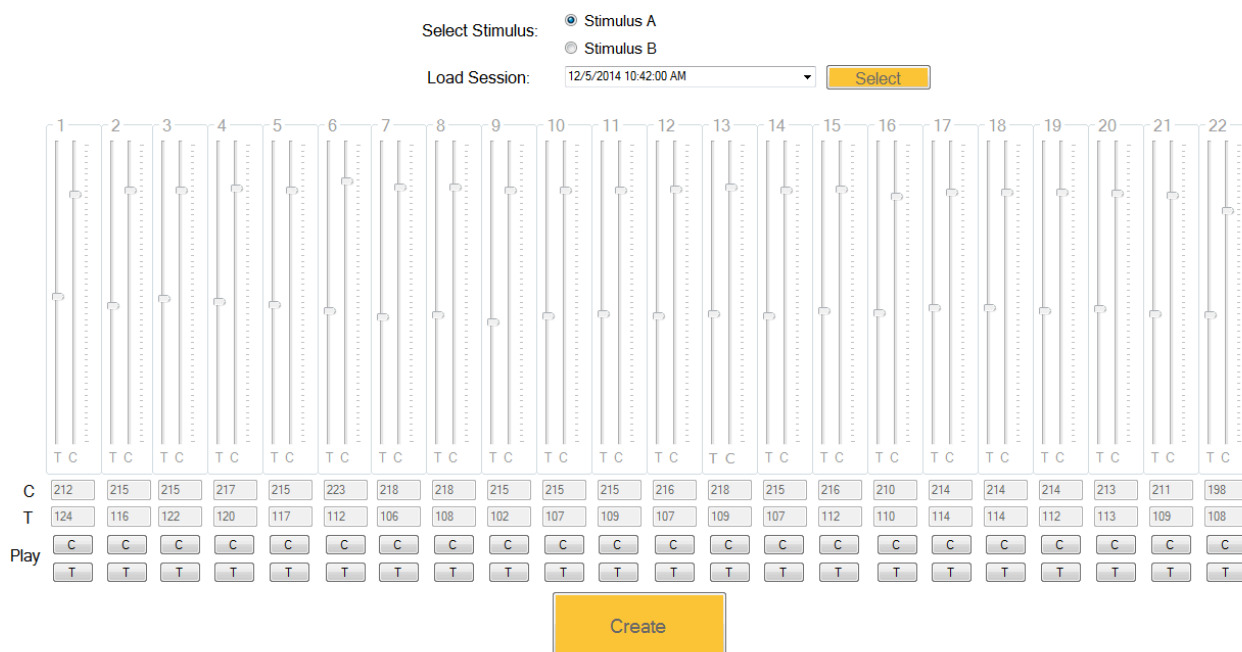 Select Stimulus:
Stimulus A
Stimulus B
Load Session:
12/5/2014 10:42:00 AM
Select
1 2 3 4 5 6 7 8 9 10 11 12 13 14 15 16 17 18 19 20 21 22
T C T C T C T C T C T C T C T C T C T C T C T C T C T C T C T C T C T C T C T C T C T C
C 212 215 215 217 215 223 218 218 215 215 215 216 218 215 216 210 214 214 214 213 211 198
T 124 116 122 120 117 112 106 108 102 107 109 107 109 107 112 110 114 114 112 113 109 108
Play
C C C C C C C C C C C C C C C C C C C C C C
T T T T T T T T T T T T T T T T T T T T T T
Create